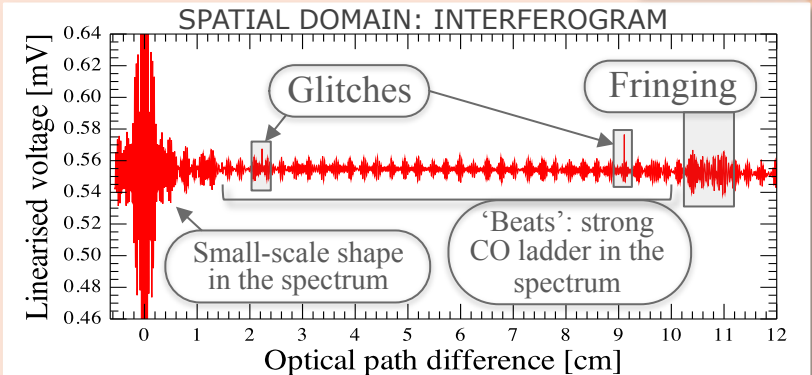 SPATIAL DOMAIN: INTERFEROGRAM
Linearised voltage [mV]
0.64
0.62
0.60
0.58
0.56
0.54
0.52
0.50
0.48
0.46
Glitches
Fringing
Small-scale shape
in the spectrum
‘Beats’: strong
CO ladder in the
spectrum
0 1 2 3 4 5 6 7 8 9 10 11 12
Optical path difference [cm]